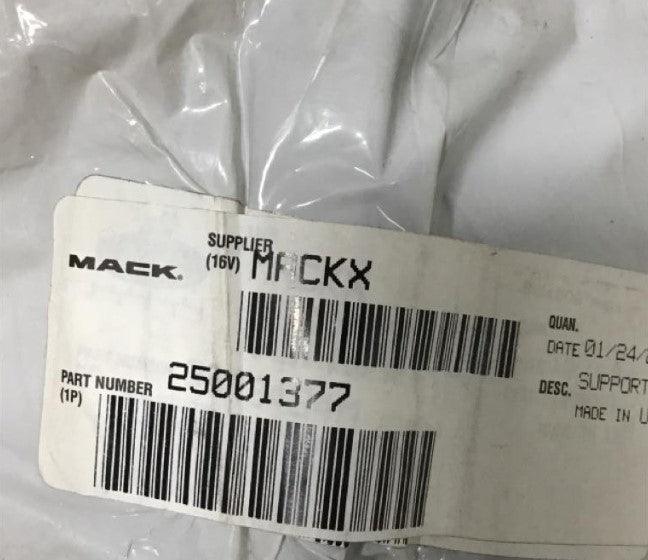 MACK®
SUPPLIER
(16V) MACKX
QUAN.
DATE 01/24/
PART NUMBER 25001377
(1P)
DESC. SUPPORT
MADE IN U